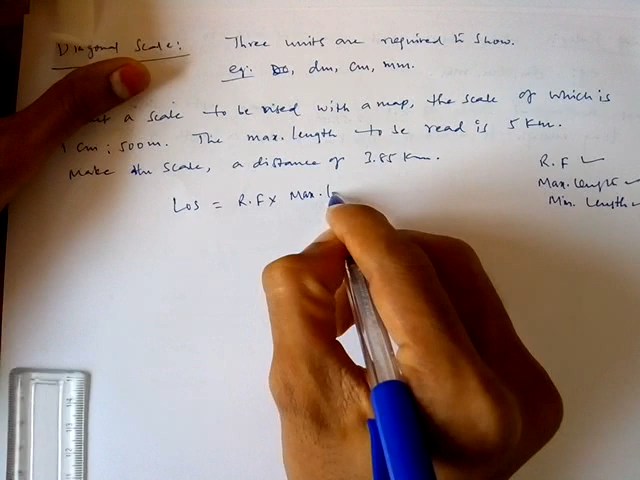 Diagonal Scale: Three units are required to show.
eg: dm, cm, mm.
a scale to be used with a map, the scale of which is
1 cm : 500m. The max. length to be read is 5 Km.
Make the scale, a distance of 3.85 Km.
R.F ✓
Max. length ✓
Min. length ✓
LOS = R.F x Max. l